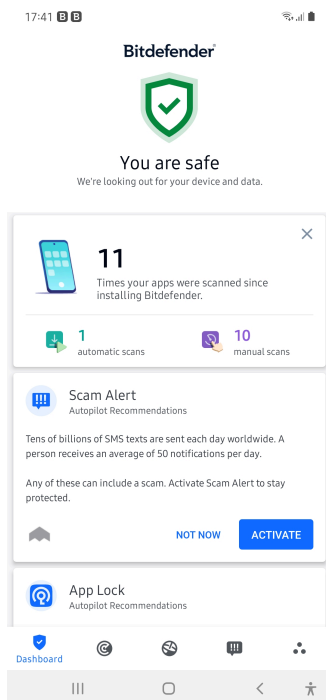 17:41 B B
Bitdefender
You are safe
We're looking out for your device and data.
11
Times your apps were scanned since
installing Bitdefender.
1
automatic scans
10
manual scans
Scam Alert
Autopilot Recommendations
Tens of billions of SMS texts are sent each day worldwide. A
person receives an average of 50 notifications per day.
Any of these can include a scam. Activate Scam Alert to stay
protected.
NOT NOW
ACTIVATE
App Lock
Autopilot Recommendations
Dashboard